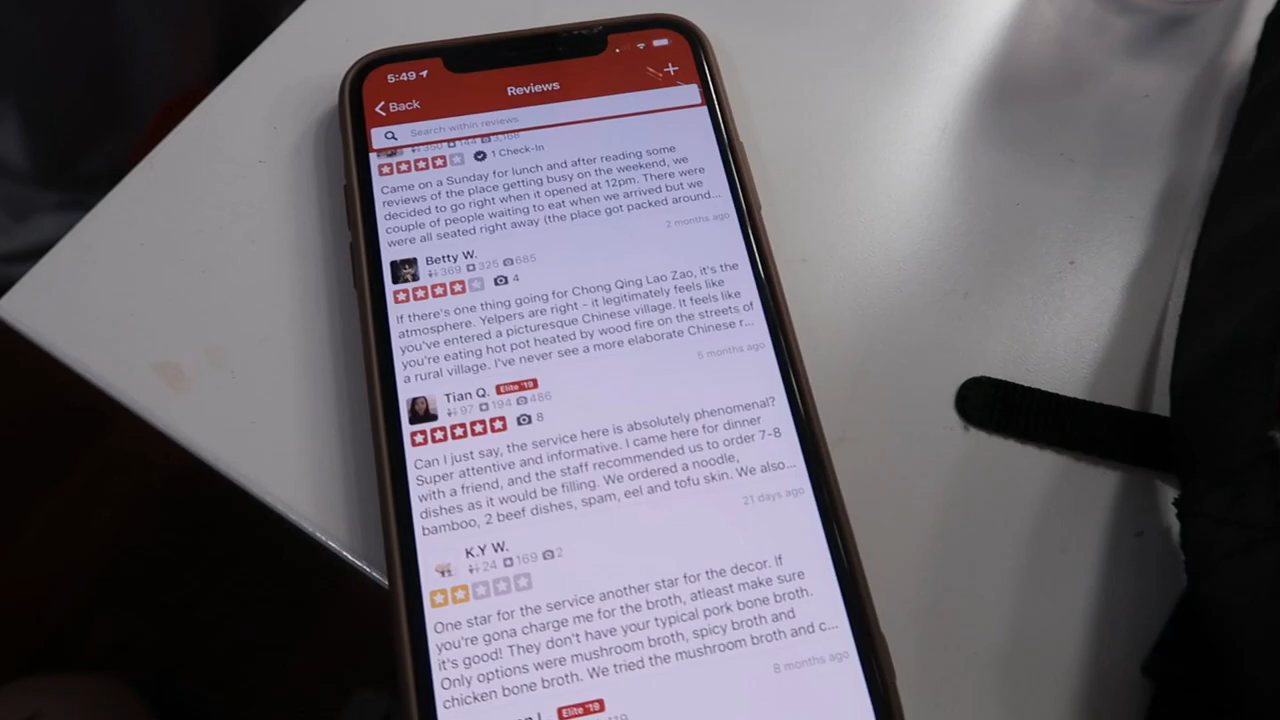 5:49
Back
Reviews
Search within reviews
350 144 3,168
1 Check-In
Came on a Sunday for lunch and after reading some
reviews of the place getting busy on the weekend, we
decided to go right when it opened at 12pm. There were
couple of people waiting to eat when we arrived but we
were all seated right away (the place got packed around...
2 months ago
Betty W.
369 325 685
4
If there's one thing going for Chong Qing Lao Zao, it's the
atmosphere. Yelpers are right - it legitimately feels like
you've entered a picturesque Chinese village. It feels like
you're eating hot pot heated by wood fire on the streets of
a rural village. I've never see a more elaborate Chinese r...
5 months ago
Tian Q. Elite '19
97 194 486
8
Can I just say, the service here is absolutely phenomenal?
Super attentive and informative. I came here for dinner
with a friend, and the staff recommended us to order 7-8
dishes as it would be filling. We ordered a noodle,
bamboo, 2 beef dishes, spam, eel and tofu skin. We also...
21 days ago
K.Y W.
24 169 2
One star for the service another star for the decor. If
you're gona charge me for the broth, atleast make sure
it's good! They don't have your typical pork bone broth.
Only options were mushroom broth, spicy broth and
chicken bone broth. We tried the mushroom broth and c...
8 months ago
Elite '19